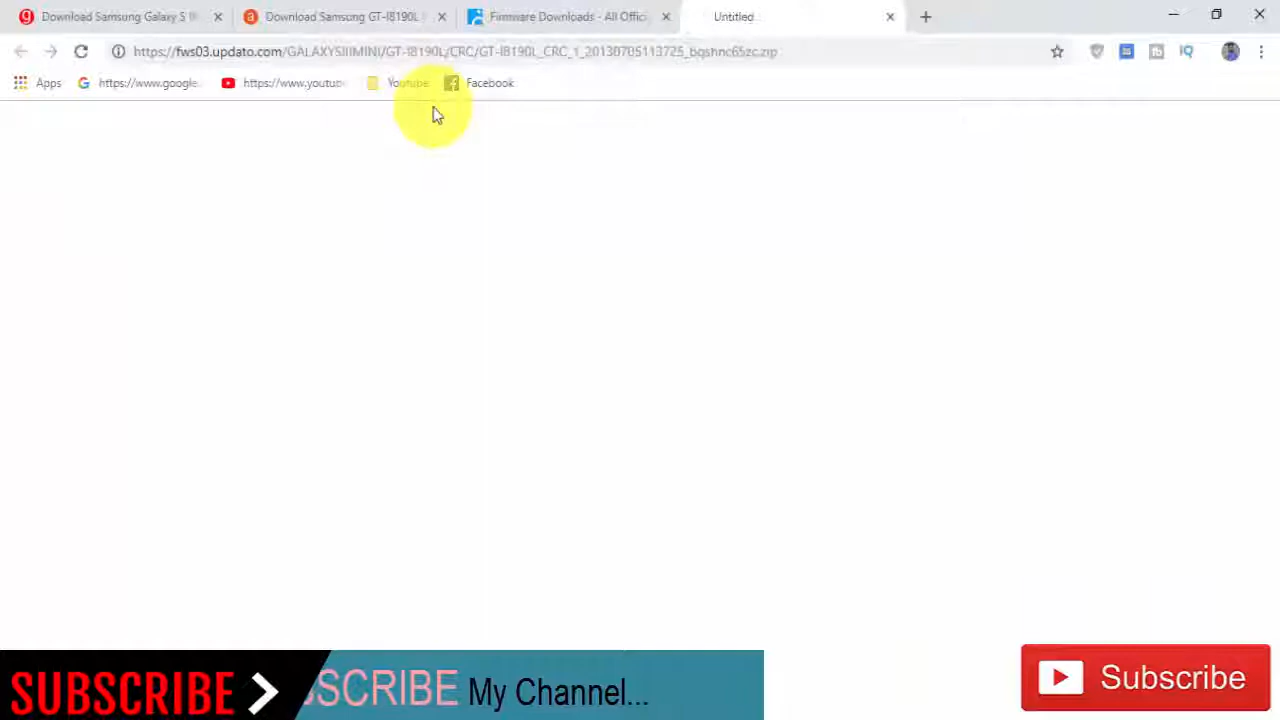 Download Samsung Galaxy S
Download Samsung GT-I8190L
Firmware Downloads - All Offici
Untitled
https://fws03.updato.com/GALAXYSIIIMINI/GT-I8190L/CRC/GT-I8190L_CRC_1_20130705113725_bqshnc65zc.zip
Apps
https://www.google
https://www.youtub
Youtube
Facebook
SUBSCRIBE
SCRIBE My Channel...
Subscribe